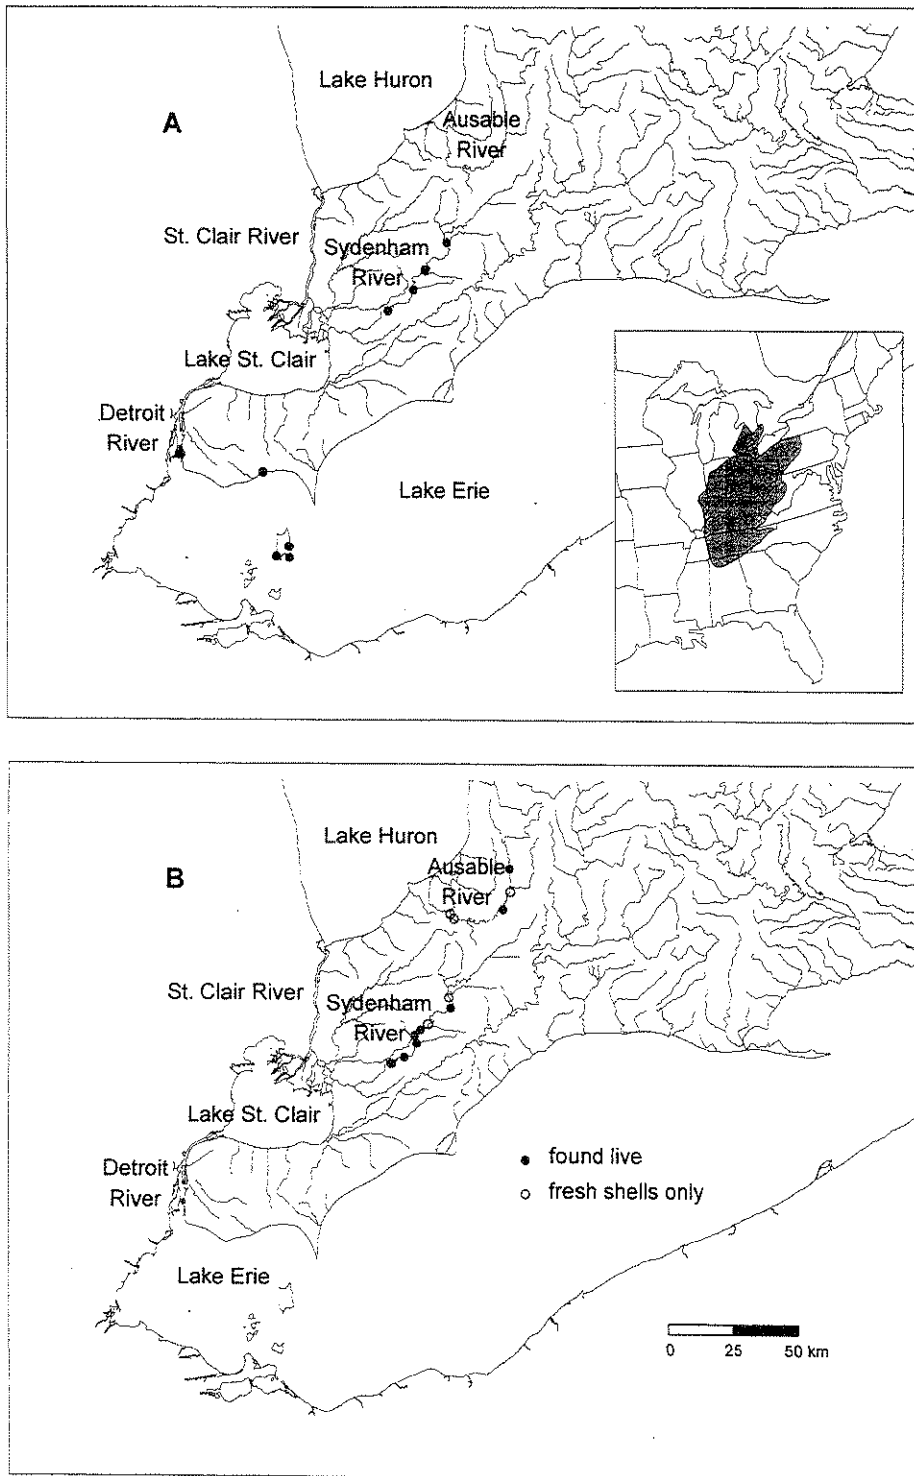 Lake Huron
A
Ausable
River
St. Clair River
Sydenham
River
Lake St. Clair
Detroit
River
Lake Erie
Lake Huron
B
Ausable
River
St. Clair River
Sydenham
River
Lake St. Clair
Detroit
River
found live
fresh shells only
Lake Erie
0 25 50 km